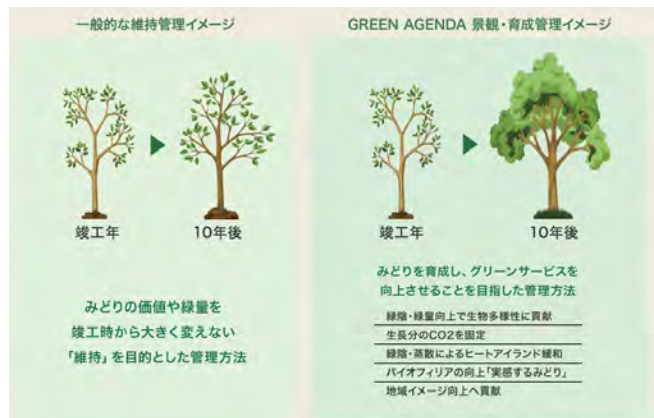 一般的な維持管理イメージ
竣工年
10年後
みどりの価値や緑量を
竣工時から大きく変えない
「維持」を目的とした管理方法
GREEN AGENDA 景観・育成管理イメージ
竣工年
10年後
みどりを育成し、グリーンサービスを
向上させることを目指した管理方法
緑陰・緑量向上で生物多様性に貢献
生長分のCO2を固定
緑陰・蒸散によるヒートアイランド緩和
バイオフィリアの向上「実感するみどり」
地域イメージ向上へ貢献